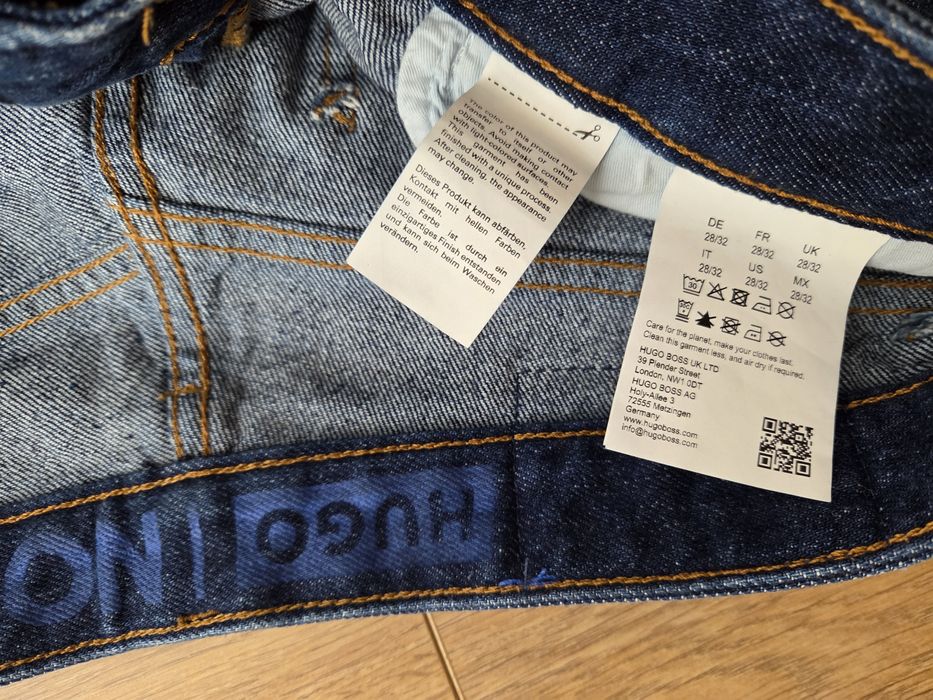 The color of this product may
transfer to itself or other
objects. Avoid making contact
with light-colored surfaces.
This garment has been
finished with a unique process.
After cleaning, the appearance
may change.
Dieses Produkt kann abfärben,
Kontakt mit hellen Farben
vermeiden.
Die Farbe ist durch ein
einzigartiges Finish entstanden
und kann sich beim Waschen
verändern.
DE FR UK
28/32 28/32 28/32
IT US MX
28/32 28/32 28/32
30
Care for the planet, make your clothes last.
Clean this garment less, and air dry if required.
HUGO BOSS UK LTD
39 Plender Street
London, NW1 0DT
HUGO BOSS AG
Holy-Allee 3
72555 Metzingen
Germany
www.hugoboss.com
info@hugoboss.com
HUGO